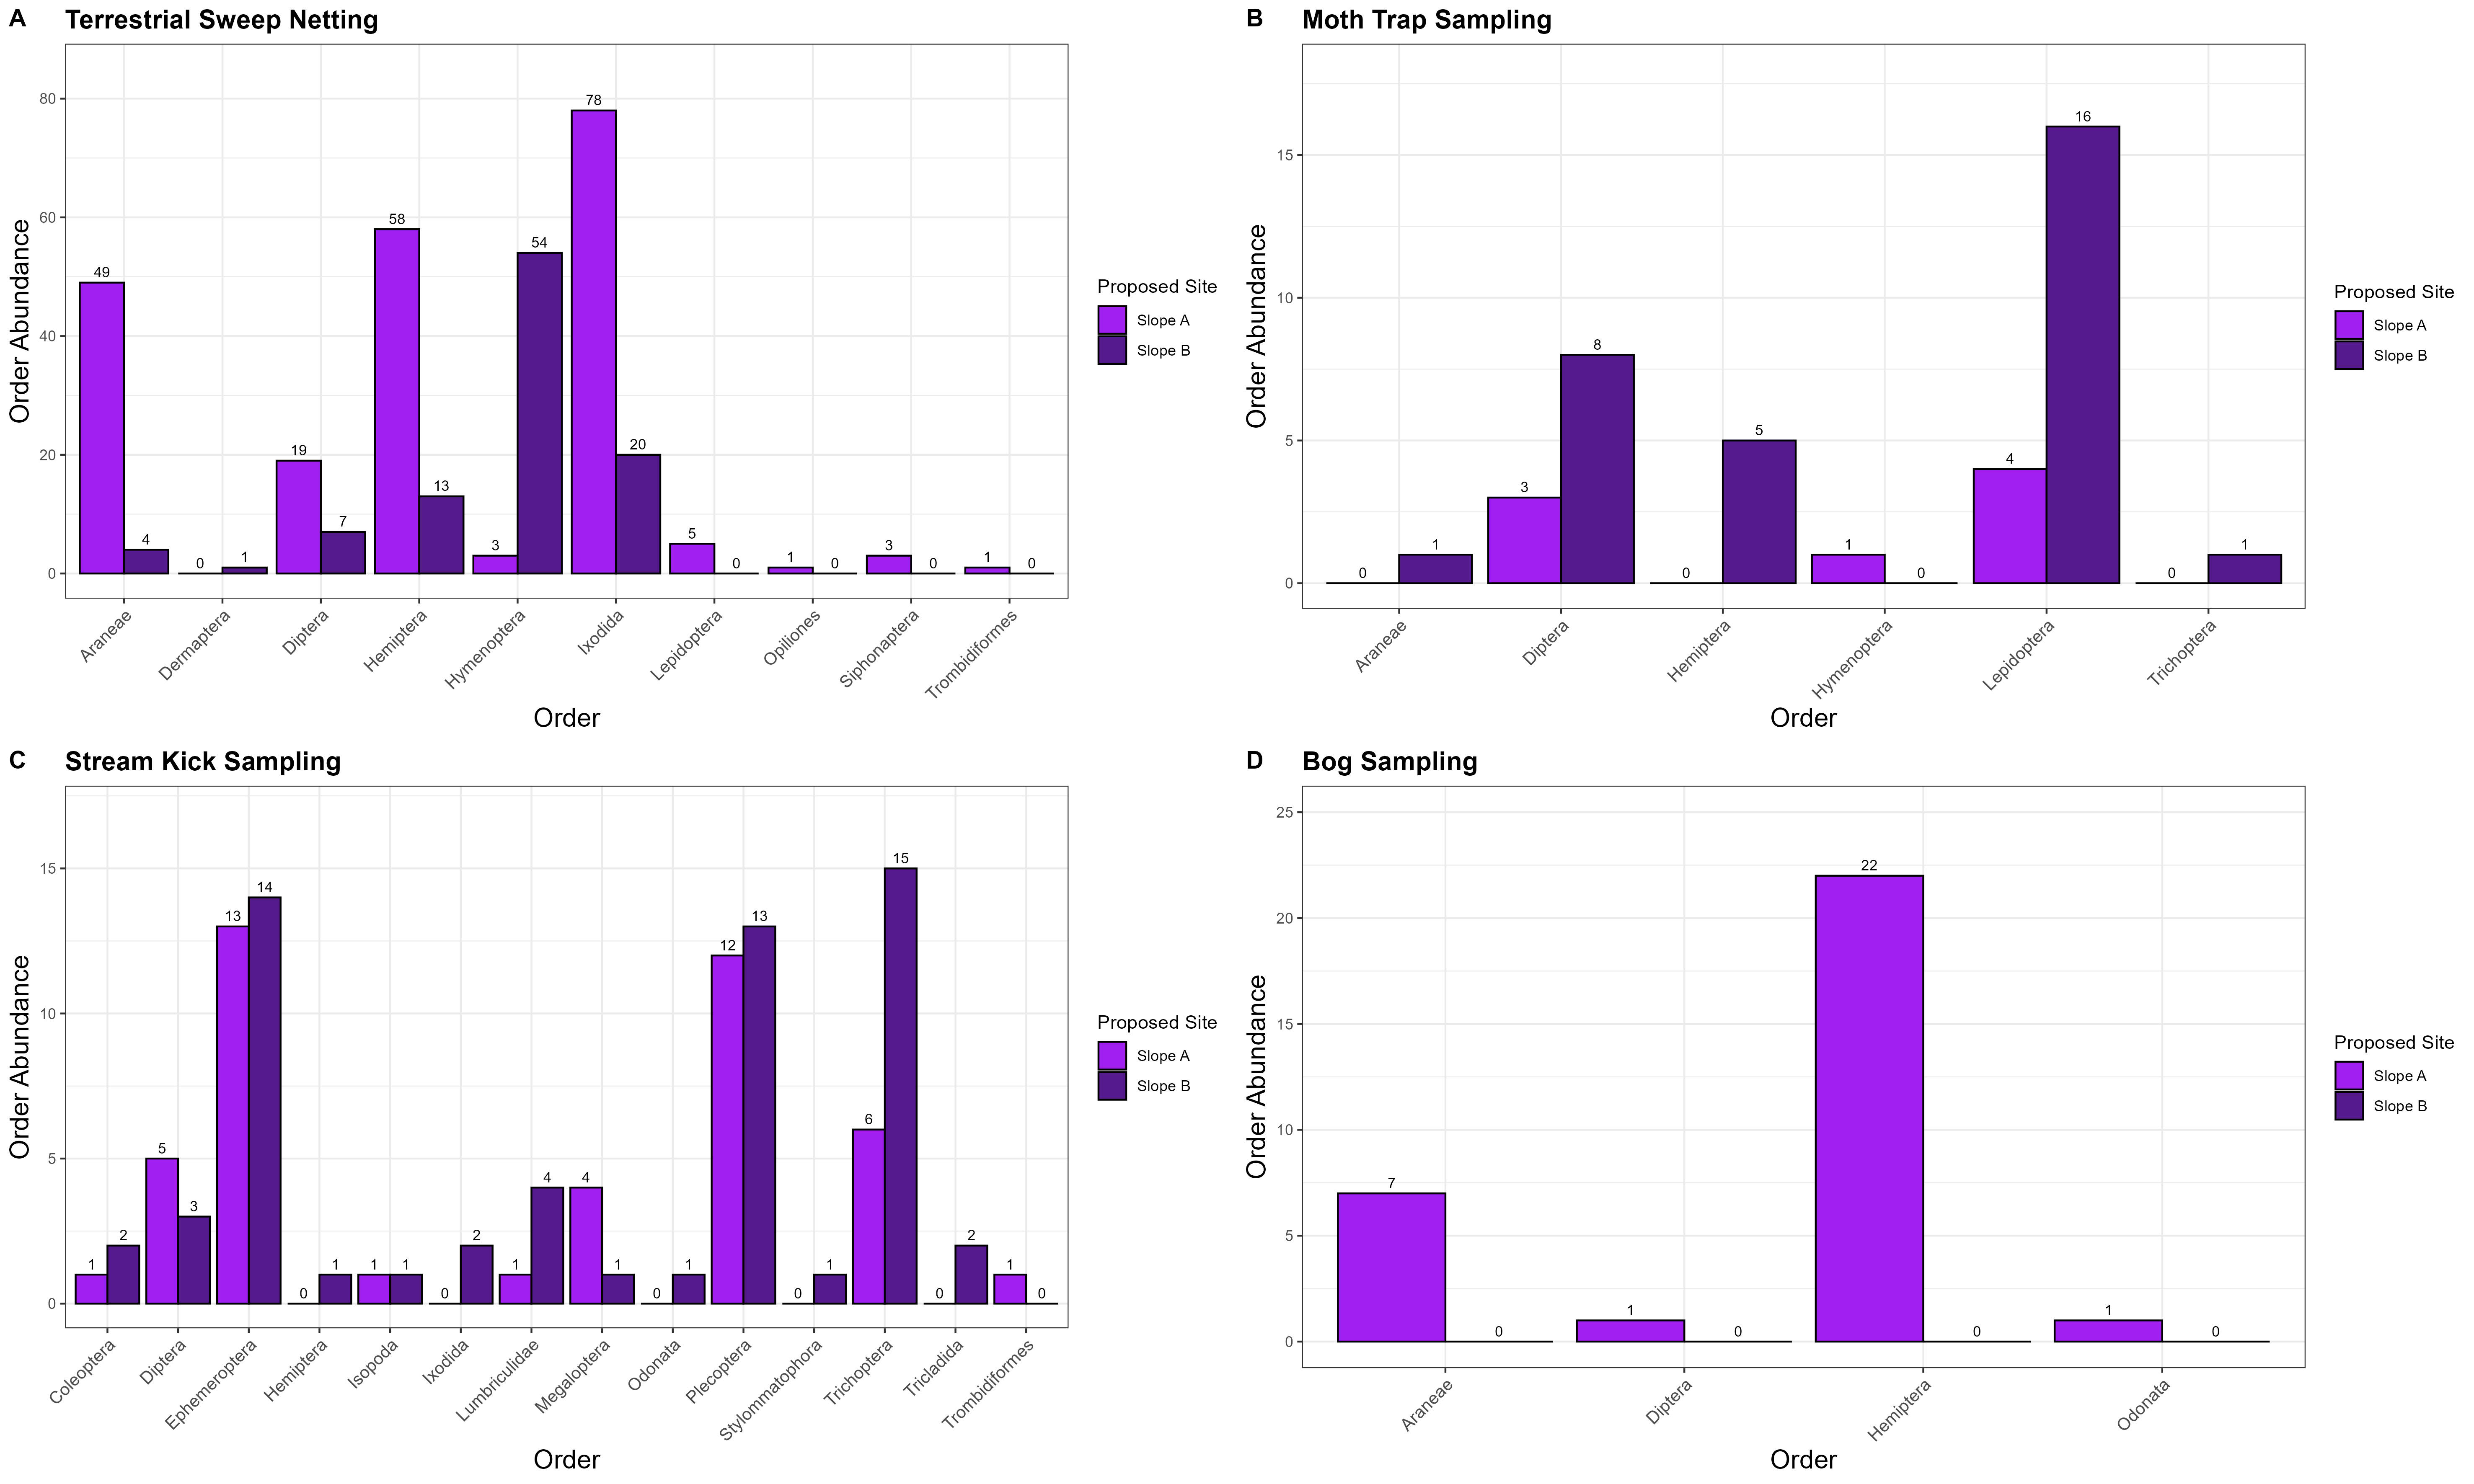 A Terrestrial Sweep Netting
Order Abundance
80
60
40
20
0
49
4
0
1
19
7
58
13
3
54
78
20
5
0
1
0
3
0
1
0
Araneae
Dermaptera
Diptera
Hemiptera
Hymenoptera
Ixodida
Lepidoptera
Opiliones
Siphonaptera
Trombidiformes
Order
Proposed Site
Slope A
Slope B
B Moth Trap Sampling
Order Abundance
15
10
5
0
0
1
3
8
0
5
1
0
4
16
0
1
Araneae
Diptera
Hemiptera
Hymenoptera
Lepidoptera
Trichoptera
Order
Proposed Site
Slope A
Slope B
C Stream Kick Sampling
Order Abundance
15
10
5
0
1
2
5
3
13
14
0
1
1
1
0
2
1
4
4
1
0
1
12
13
0
1
6
15
0
2
1
0
Coleoptera
Diptera
Ephemeroptera
Hemiptera
Isopoda
Ixodida
Lumbriculidae
Megaloptera
Odonata
Plecoptera
Stylommatophora
Trichoptera
Tricladida
Trombidiformes
Order
Proposed Site
Slope A
Slope B
D Bog Sampling
Order Abundance
25
20
15
10
5
0
7
0
1
0
22
0
1
0
Araneae
Diptera
Hemiptera
Odonata
Order
Proposed Site
Slope A
Slope B